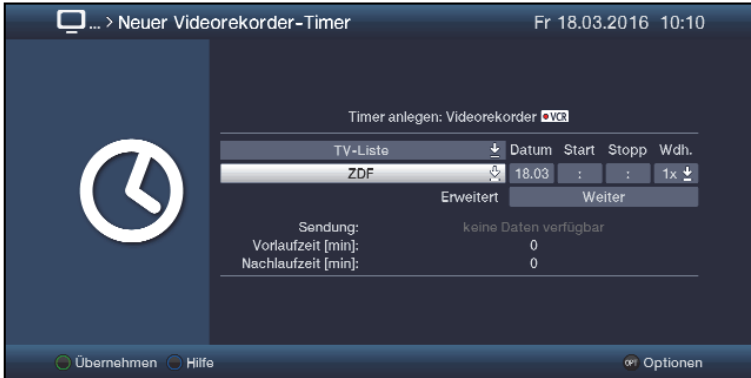 ... > Neuer Videorekorder-Timer Fr 18.03.2016 10:10
Timer anlegen: Videorekorder VCR
TV-Liste Datum Start Stopp Wdh.
ZDF 18.03 : : 1x
Erweitert Weiter
Sendung: keine Daten verfügbar
Vorlaufzeit [min]: 0
Nachlaufzeit [min]: 0
Übernehmen Hilfe OPT Optionen